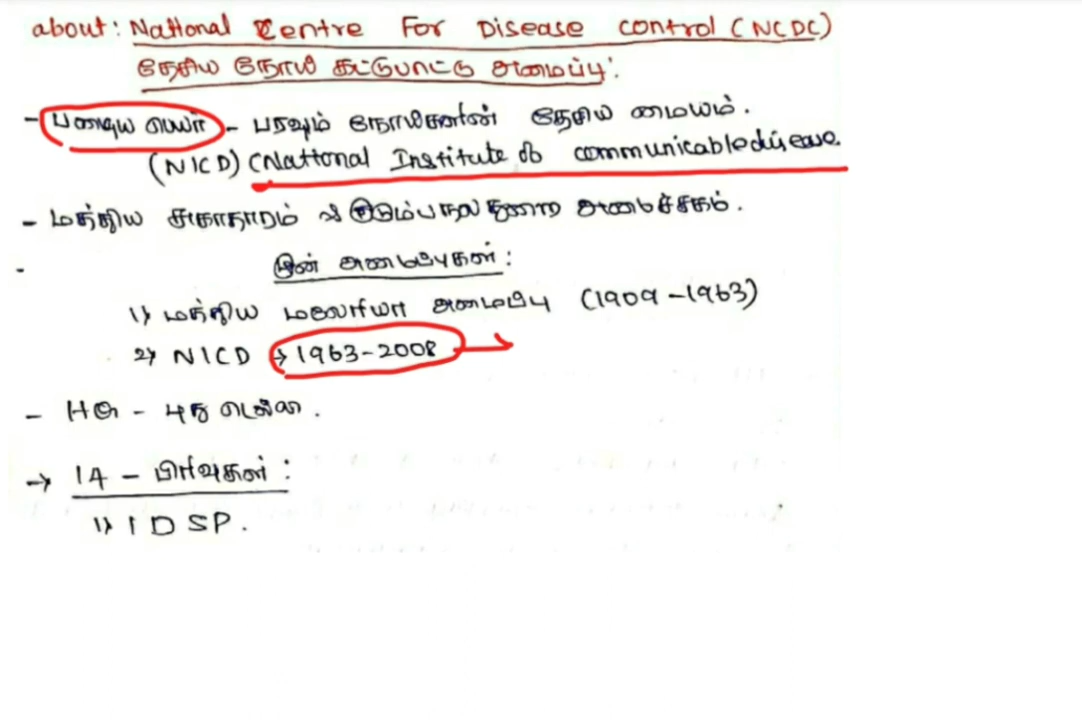 about: National Centre For Disease control (NCDC)
தேசிய நோய் கட்டுபாட்டு அமைப்பு:
- பழைய பெயர் - பரவும் நோய்களின் தேசிய மையம்.
(NICD) (National Institute of communicable disease.
- மத்திய சுகாதாரம் & குடும்பநலத்துறை அமைச்சகம்.
- இதன் அமைப்புகள்:
1) மத்திய மலேரியா அமைப்பு (1909-1963)
2) NICD → 1963-2008 →
- HQ - புது டெல்லி.
→ 14 - பிரிவுகள்:
1) IDSP.